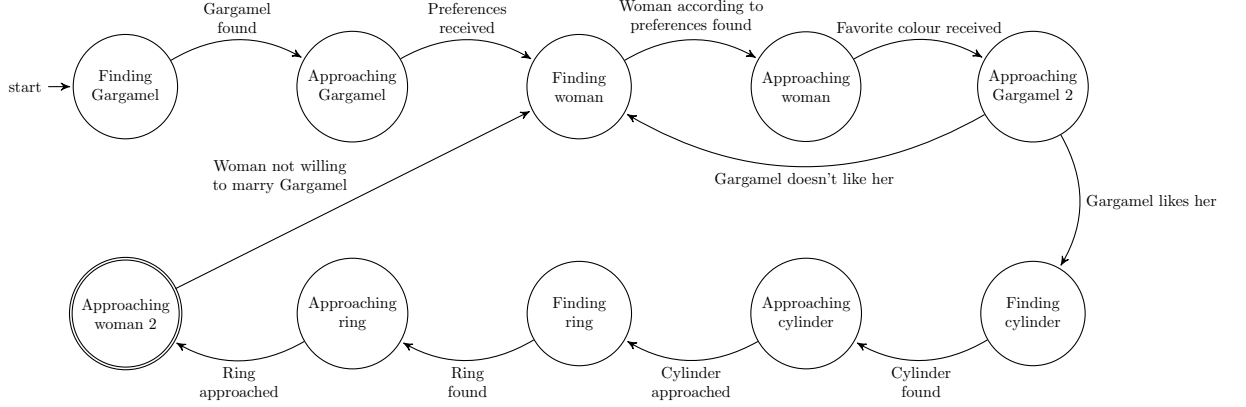 Gargamel
found
Preferences
received
Woman according to
preferences found
Favorite colour received
start
Finding
Gargamel
Approaching
Gargamel
Finding
woman
Approaching
woman
Approaching
Gargamel 2
Woman not willing
to marry Gargamel
Gargamel doesn't like her
Gargamel likes her
Approaching
woman 2
Approaching
ring
Finding
ring
Approaching
cylinder
Finding
cylinder
Ring
approached
Ring
found
Cylinder
approached
Cylinder
found